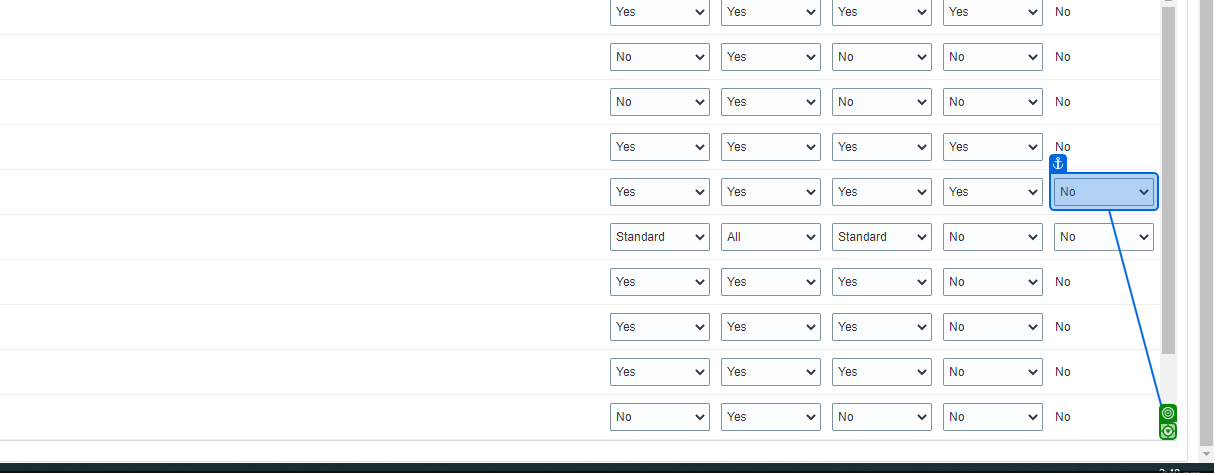 Yes Yes Yes Yes No
No Yes No No No
No Yes No No No
Yes Yes Yes Yes No
Yes Yes Yes Yes No
Standard All Standard No No
Yes Yes Yes No No
Yes Yes Yes No No
Yes Yes Yes No No
No Yes No No No